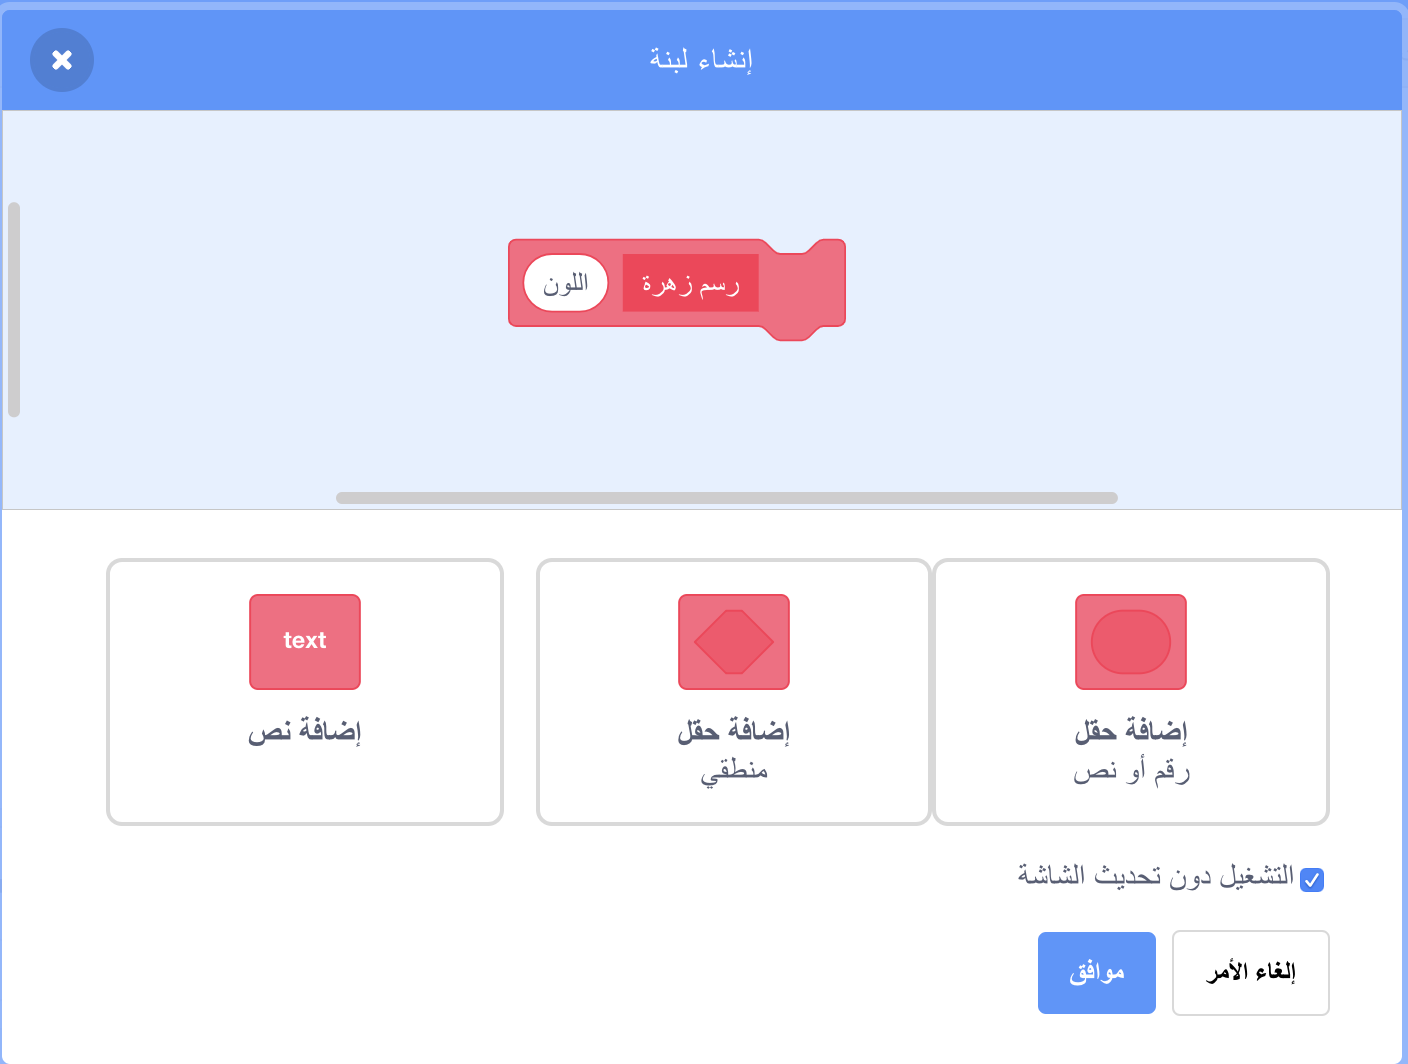 إنشاء لبنة
رسم زهرة اللون
إضافة حقل
رقم أو نص
إضافة حقل
منطقي
text
إضافة نص
التشغيل دون تحديث الشاشة
إلغاء الأمر
موافق